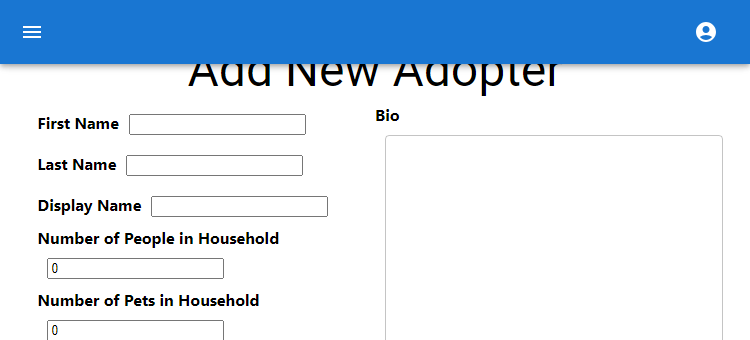 Add New Adopter
First Name
Last Name
Display Name
Number of People in Household
0
Number of Pets in Household
0
Bio